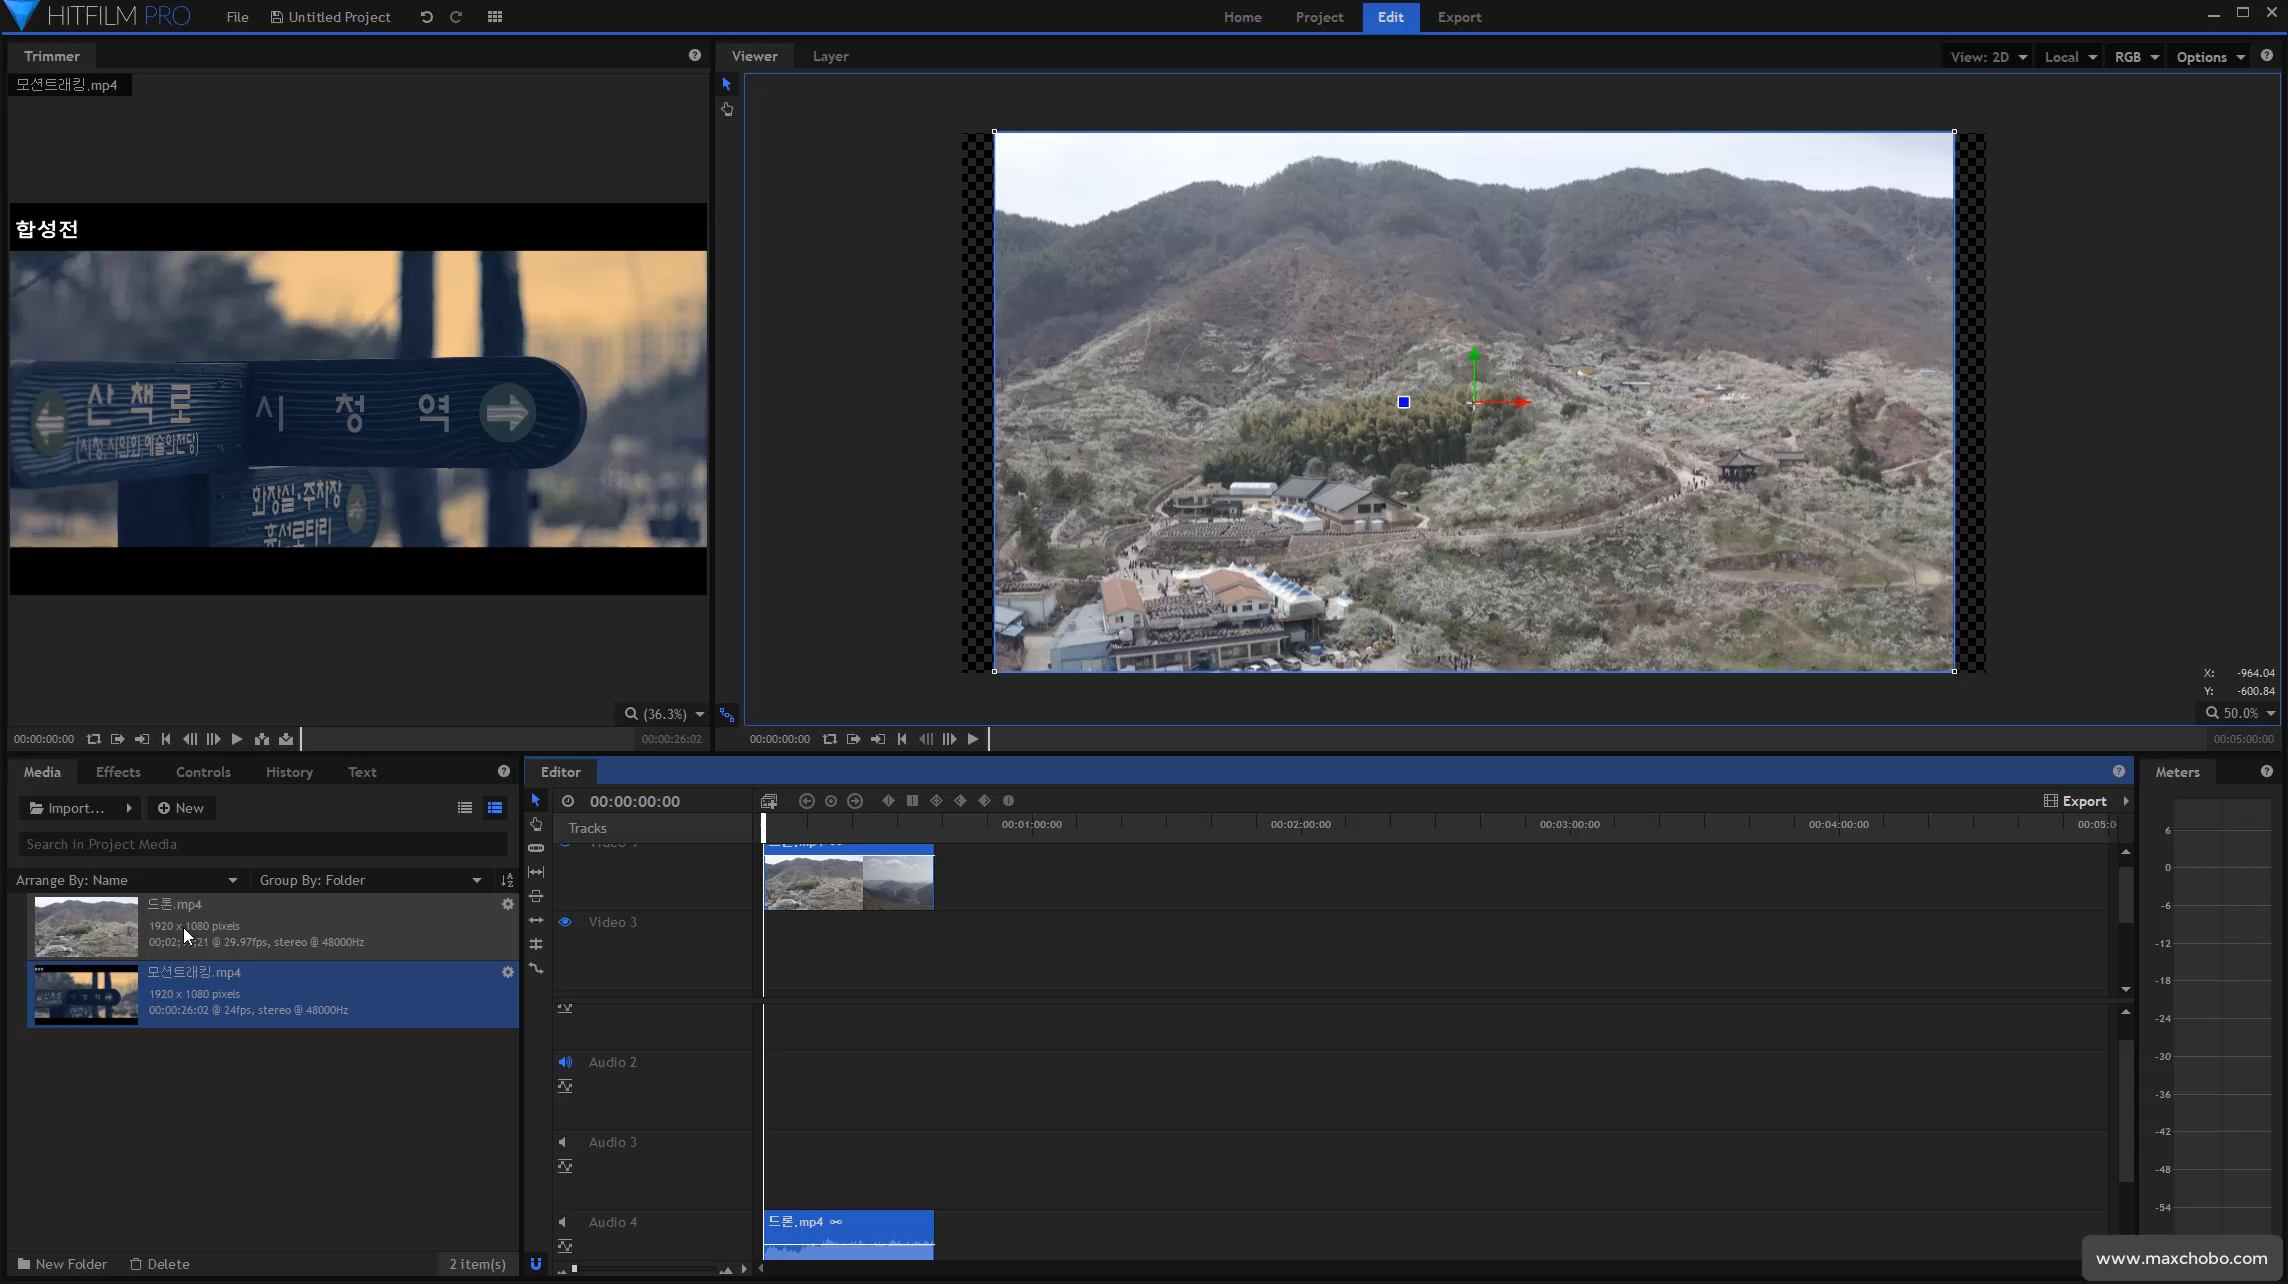 HITFILM PRO
File
Untitled Project
Home
Project
Edit
Export
Trimmer
모션트래킹.mp4
합성전
산책로
(시청,시의회,예술의전당)
시 청 역
화장실·주차장
(36.3%)
00:00:00:00
00:00:26:02
Viewer
Layer
View: 2D
Local
RGB
Options
X: -964.04
Y: -600.84
50.0%
00:00:00:00
00:05:00:00
Media
Effects
Controls
History
Text
Import...
New
Search in Project Media
Arrange By: Name
Group By: Folder
드론.mp4
1920 x 1080 pixels
@ 29.97fps, stereo @ 48000Hz
모션트래킹.mp4
1920 x 1080 pixels
00:00:26:02 @ 24fps, stereo @ 48000Hz
New Folder
Delete
2 item(s)
Editor
00:00:00:00
Export
Tracks
00:01:00:00
00:02:00:00
00:03:00:00
00:04:00:00
00:05:0
Video 3
Audio 2
Audio 3
Audio 4
드론.mp4
Meters
6
0
-6
-12
-18
-24
-30
-36
-42
-48
-54
www.maxchobo.com